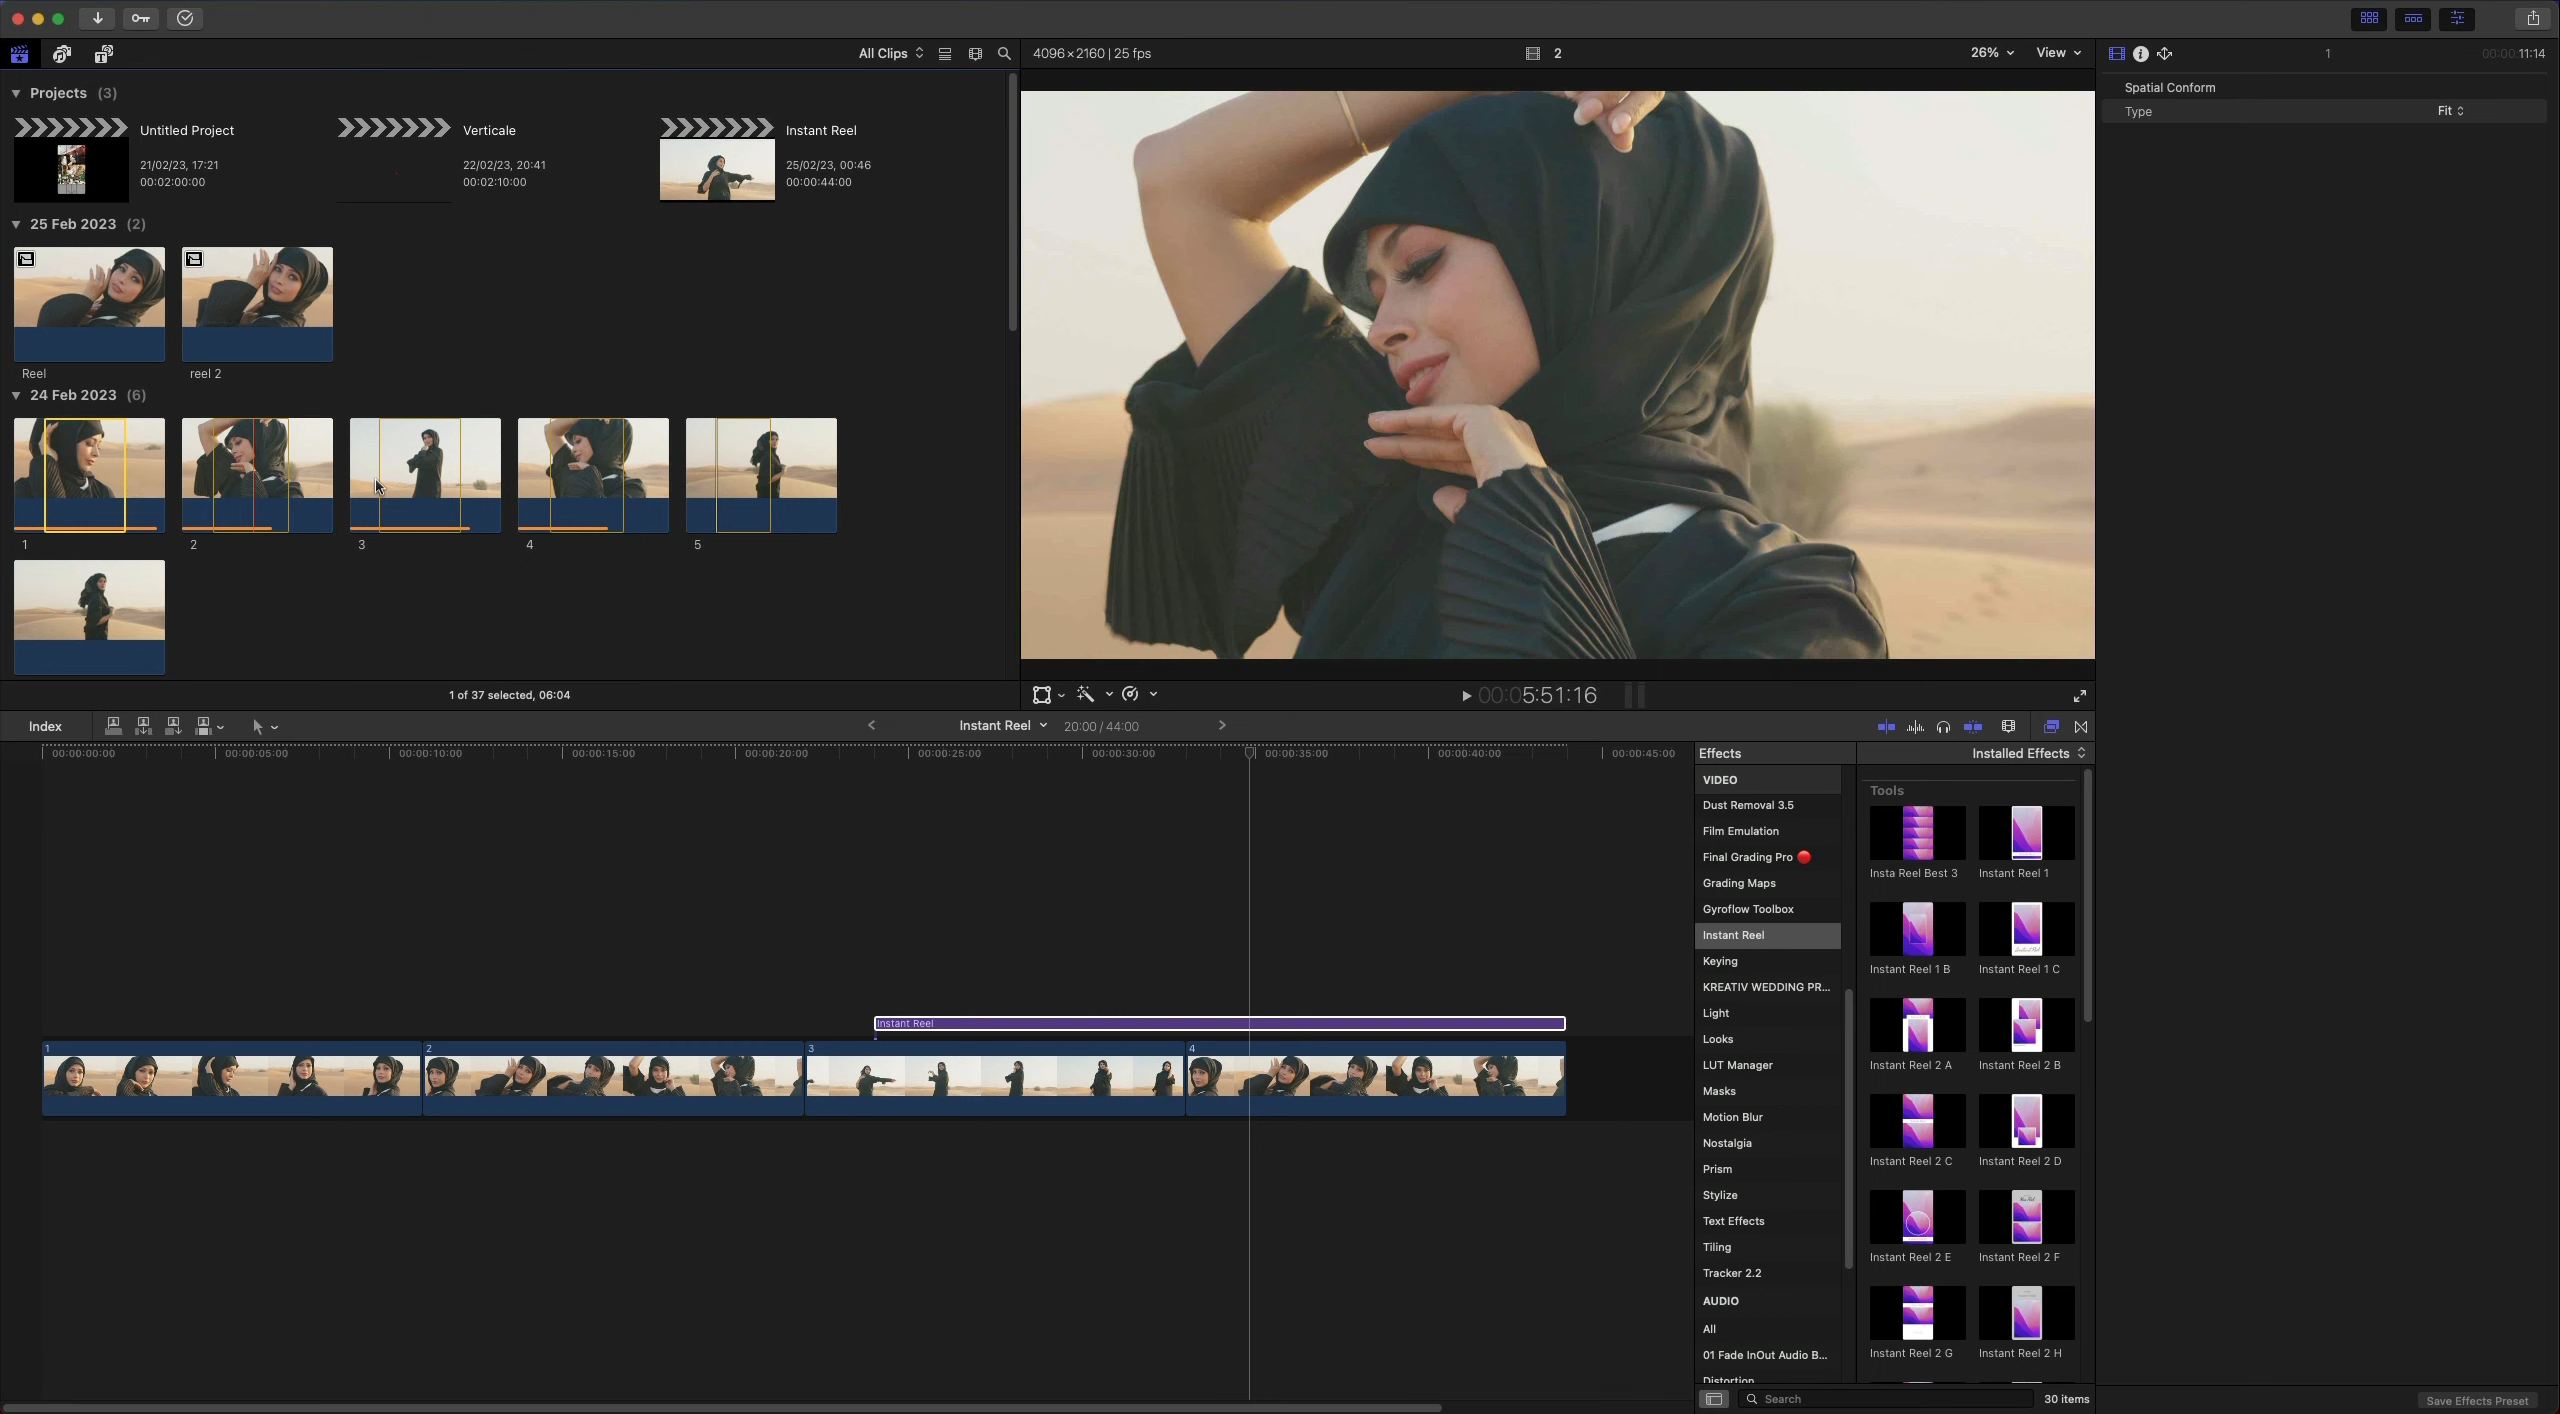 All Clips
4096×2160 | 25 fps
2
26%
View
1
00:00:11:14
Projects (3)
Untitled Project
21/02/23, 17:21
00:02:00:00
Verticale
22/02/23, 20:41
00:02:10:00
Instant Reel
25/02/23, 00:46
00:00:44:00
Spatial Conform
Type
Fit
25 Feb 2023 (2)
Reel
reel 2
24 Feb 2023 (6)
1
2
3
4
5
1 of 37 selected, 06:04
00:05:51:16
Index
Instant Reel
20:00 / 44:00
00:00:00:00
00:00:05:00
00:00:10:00
00:00:15:00
00:00:20:00
00:00:25:00
00:00:30:00
00:00:35:00
00:00:40:00
00:00:45:00
Instant Reel
1
2
3
4
Effects
Installed Effects
VIDEO
Dust Removal 3.5
Film Emulation
Final Grading Pro
Grading Maps
Gyroflow Toolbox
Instant Reel
Keying
KREATIV WEDDING PR...
Light
Looks
LUT Manager
Masks
Motion Blur
Nostalgia
Prism
Stylize
Text Effects
Tiling
Tracker 2.2
AUDIO
All
01 Fade InOut Audio B...
Distortion
Tools
Insta Reel Best 3
Instant Reel 1
Instant Reel 1 B
Instant Reel 1 C
Instant Reel 2 A
Instant Reel 2 B
Instant Reel 2 C
Instant Reel 2 D
Instant Reel 2 E
Instant Reel 2 F
Instant Reel 2 G
Instant Reel 2 H
Search
30 items
Save Effects Preset